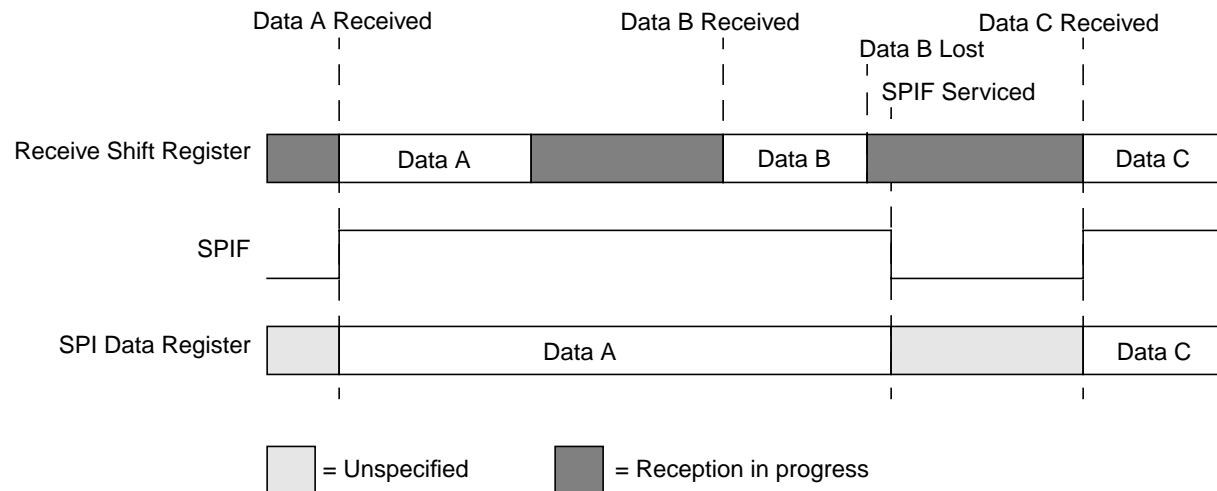 Data A Received
Data B Received
Data C Received
Data B Lost
SPIF Serviced
Receive Shift Register
Data A
Data B
Data C
SPIF
SPI Data Register
Data A
Data C
= Unspecified
= Reception in progress